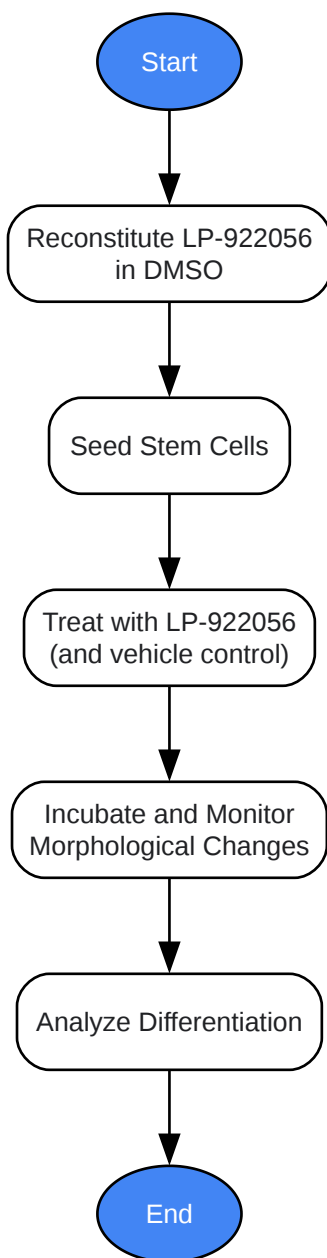 Start
Reconstitute LP-922056
in DMSO
Seed Stem Cells
Treat with LP-922056
(and vehicle control)
Incubate and Monitor
Morphological Changes
Analyze Differentiation
End